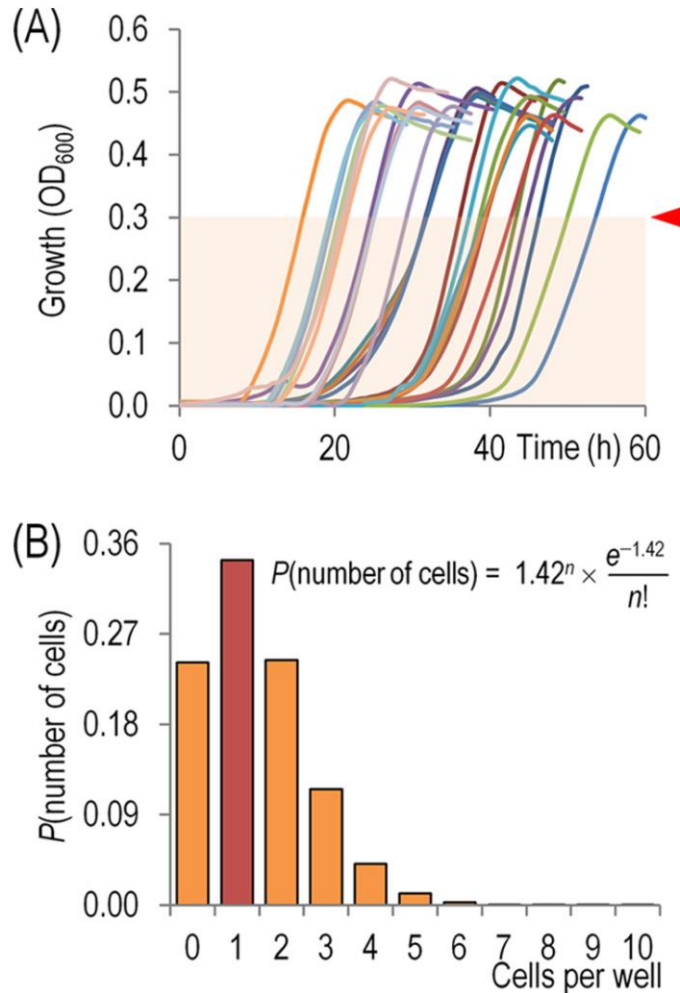 (A)
Growth (OD600)
0.6
0.5
0.4
0.3
0.2
0.1
0.0
0 20 40 Time (h) 60
(B)
P(number of cells)
0.36
0.27
0.18
0.09
0.00
P(number of cells) = 1.42ⁿ × e⁻¹·⁴²/n!
0 1 2 3 4 5 6 7 8 9 10
Cells per well